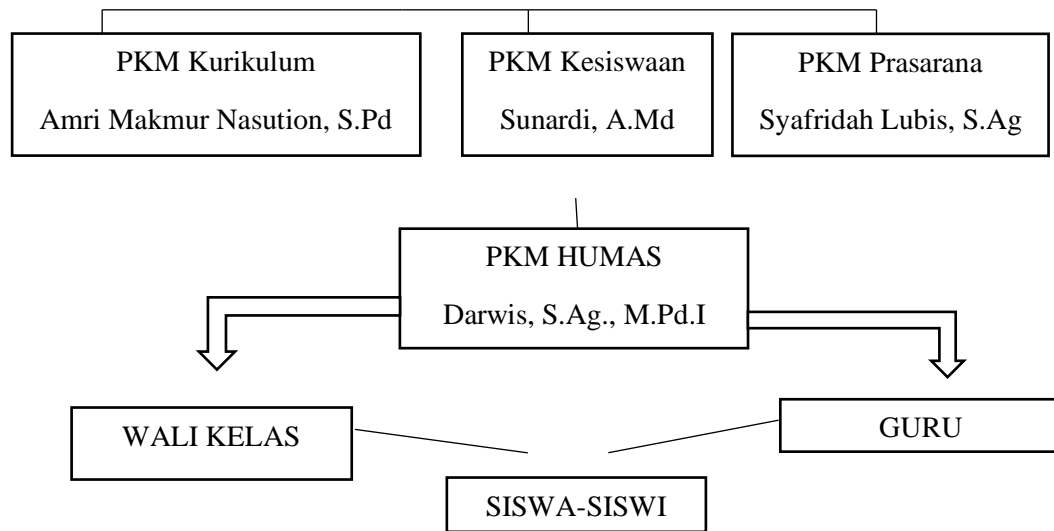 PKM Kurikulum
Amri Makmur Nasution, S.Pd
PKM Kesiswaan
Sunardi, A.Md
PKM Prasarana
Syafridah Lubis, S.Ag
PKM HUMAS
Darwis, S.Ag., M.Pd.I
WALI KELAS
GURU
SISWA-SISWI